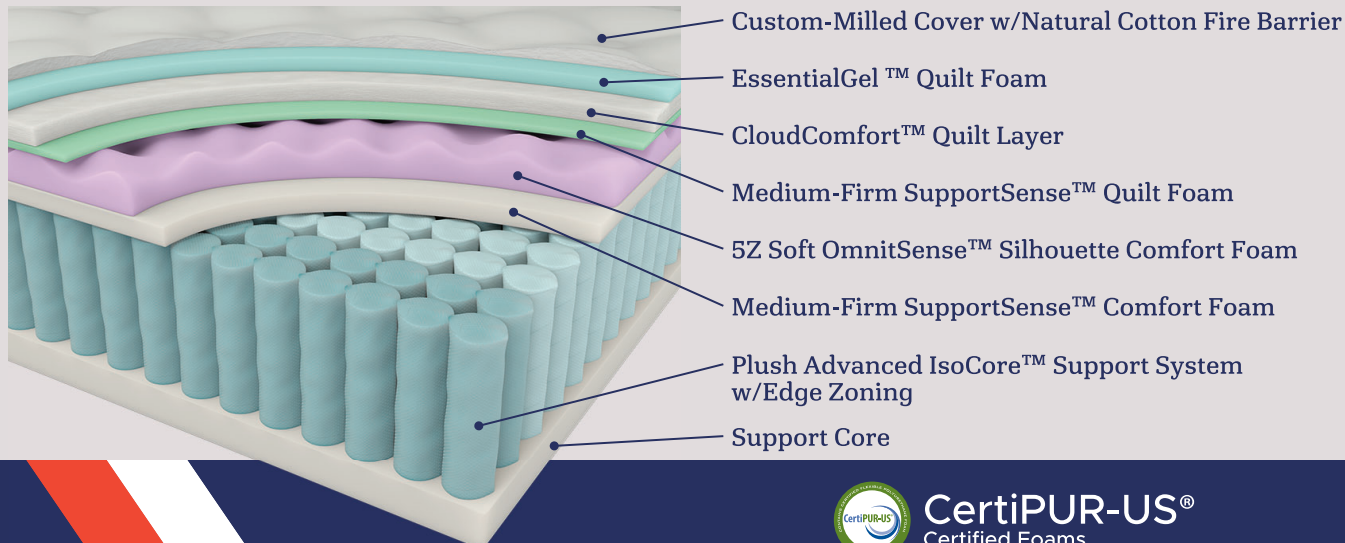 Custom-Milled Cover w/Natural Cotton Fire Barrier
EssentialGel ™ Quilt Foam
CloudComfort™ Quilt Layer
Medium-Firm SupportSense™ Quilt Foam
5Z Soft OmnitSense™ Silhouette Comfort Foam
Medium-Firm SupportSense™ Comfort Foam
Plush Advanced IsoCore™ Support System
w/Edge Zoning
Support Core
CertiPUR-US
CertiPUR-US®
Certified Foams